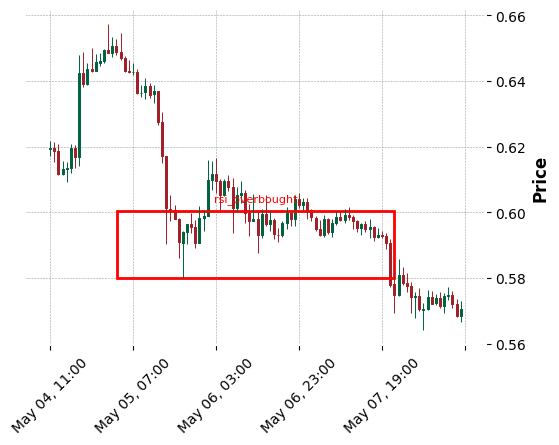 0.66
0.64
0.62
0.60
0.58
0.56
Price
rsi_overbought
May 04, 11:00
May 05, 07:00
May 06, 03:00
May 06, 23:00
May 07, 19:00